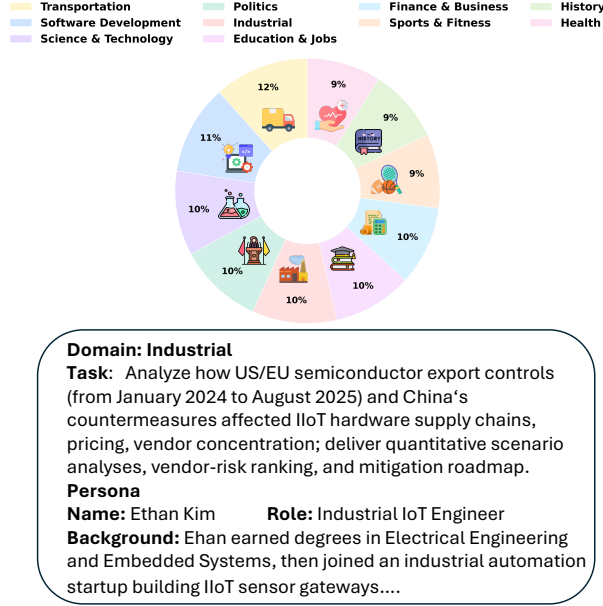 Transportation Politics Finance & Business History
Software Development Industrial Sports & Fitness Health
Science & Technology Education & Jobs
12% 9%
9%
11%
9%
10%
10%
10%
10%
10%
HISTORY
Domain: Industrial
Task: Analyze how US/EU semiconductor export controls
(from January 2024 to August 2025) and China‘s
countermeasures affected IIoT hardware supply chains,
pricing, vendor concentration; deliver quantitative scenario
analyses, vendor-risk ranking, and mitigation roadmap.
Persona
Name: Ethan Kim Role: Industrial IoT Engineer
Background: Ehan earned degrees in Electrical Engineering
and Embedded Systems, then joined an industrial automation
startup building IIoT sensor gateways....